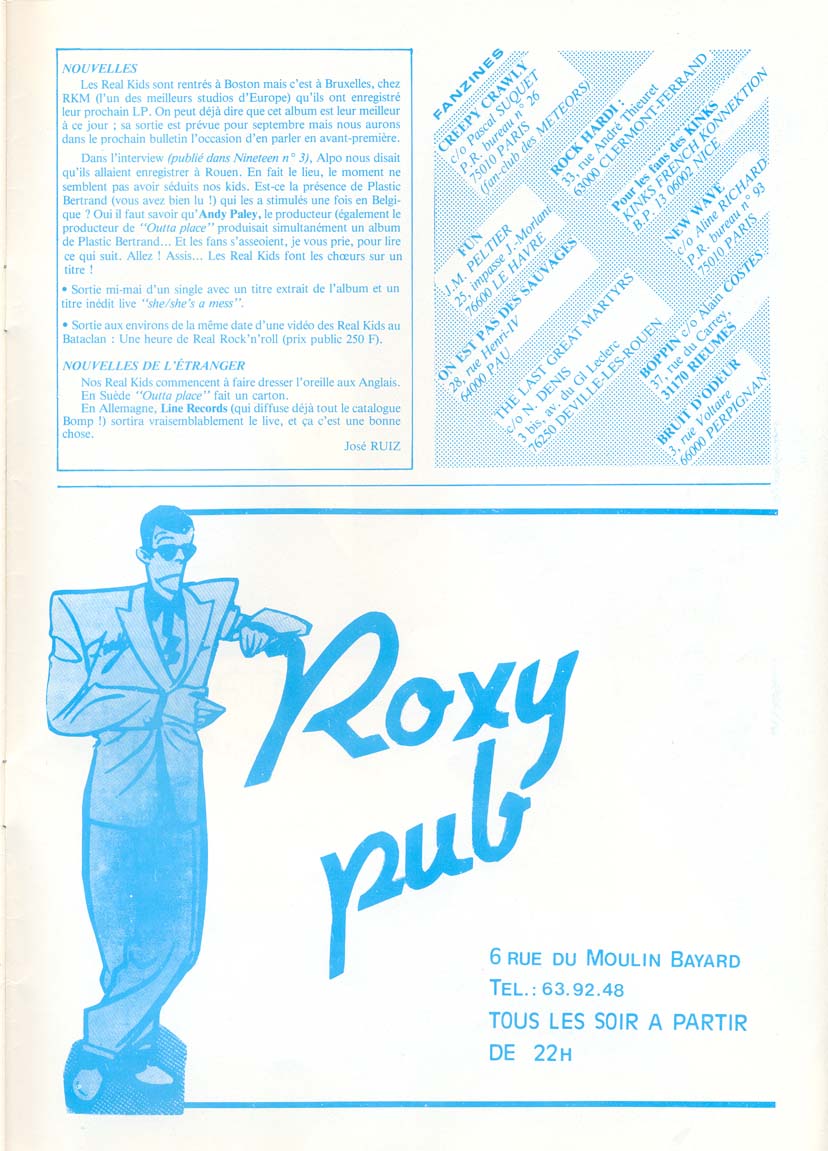 NOUVELLES
Les Real Kids sont rentrés à Boston mais c'est à Bruxelles, chez
RKM (l'un des meilleurs studios d'Europe) qu'ils ont enregistré
leur prochain LP. On peut déjà dire que cet album est leur meilleur
à ce jour ; sa sortie est prévue pour septembre mais nous aurons
dans le prochain bulletin l'occasion d'en parler en avant-première.
Dans l'interview (publié dans Nineteen n° 3), Alpo nous disait
qu'ils allaient enregistrer à Rouen. En fait le lieu, le moment ne
semblent pas avoir séduits nos kids. Est-ce la présence de Plastic
Bertrand (vous avez bien lu !) qui les a stimulés une fois en Belgi-
que ? Oui il faut savoir qu'Andy Paley, le producteur (également le
producteur de "Outta place" produisait simultanément un album
de Plastic Bertrand... Et les fans s'asseoient, je vous prie, pour lire
ce qui suit. Allez ! Assis... Les Real Kids font les chœurs sur un
titre !
• Sortie mi-mai d'un single avec un titre extrait de l'album et un
titre inédit live "she/she's a mess".
• Sortie aux environs de la même date d'une vidéo des Real Kids au
Bataclan : Une heure de Real Rock'n'roll (prix public 250 F).
NOUVELLES DE L'ÉTRANGER
Nos Real Kids commencent à faire dresser l'oreille aux Anglais.
En Suède "Outta place" fait un carton.
En Allemagne, Line Records (qui diffuse déjà tout le catalogue
Bomp !) sortira vraisemblablement le live, et ça c'est une bonne
chose.
José RUIZ
FANZINES
CREEPY CRAWLY
c/o Pascal SUQUET
P.R. bureau n° 26
75010 PARIS
(fan-club des METEORS)
ROCK HARDI :
33, rue André Thieuret
63000 CLERMONT-FERRAND
Pour les fans des KINKS
KINKS FRENCH KONNEKTION
B.P. 13 06002 NICE
NEW WAVE
c/o Aline RICHARD
P.R. bureau n° 93
75010 PARIS
FUN
J.M. PELTIER
25, impasse J.-Morlant
76600 LE HAVRE
ON EST PAS DES SAUVAGES
28, rue Henri-IV
64000 PAU
THE LAST GREAT MARTYRS
c/o N. DENIS
3 bis, av. du Gl Leclerc
76250 DEVILLE-LES-ROUEN
BOPPIN c/o Alain COSTES
37, rue du Carrey,
31170 RIEUMES
BRUIT D'ODEUR
3, rue Voltaire
66000 PERPIGNAN
Roxy
pub
6 RUE DU MOULIN BAYARD
TEL.: 63.92.48
TOUS LES SOIR A PARTIR
DE 22H